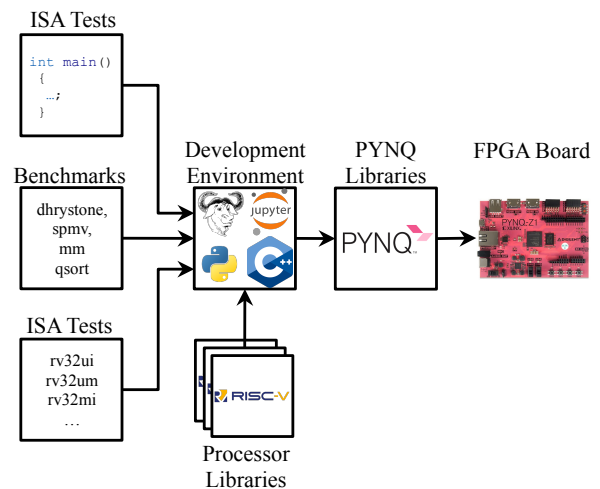 ISA Tests
int main()
{
…;
}
Benchmarks
dhrystone,
spmv,
mm
qsort
ISA Tests
rv32ui
rv32um
rv32mi
…
Development
Environment
jupyter
C++
PYNQ
Libraries
PYNQ
FPGA Board
PYNQ-Z1
XILINX
RISC-V
Processor
Libraries